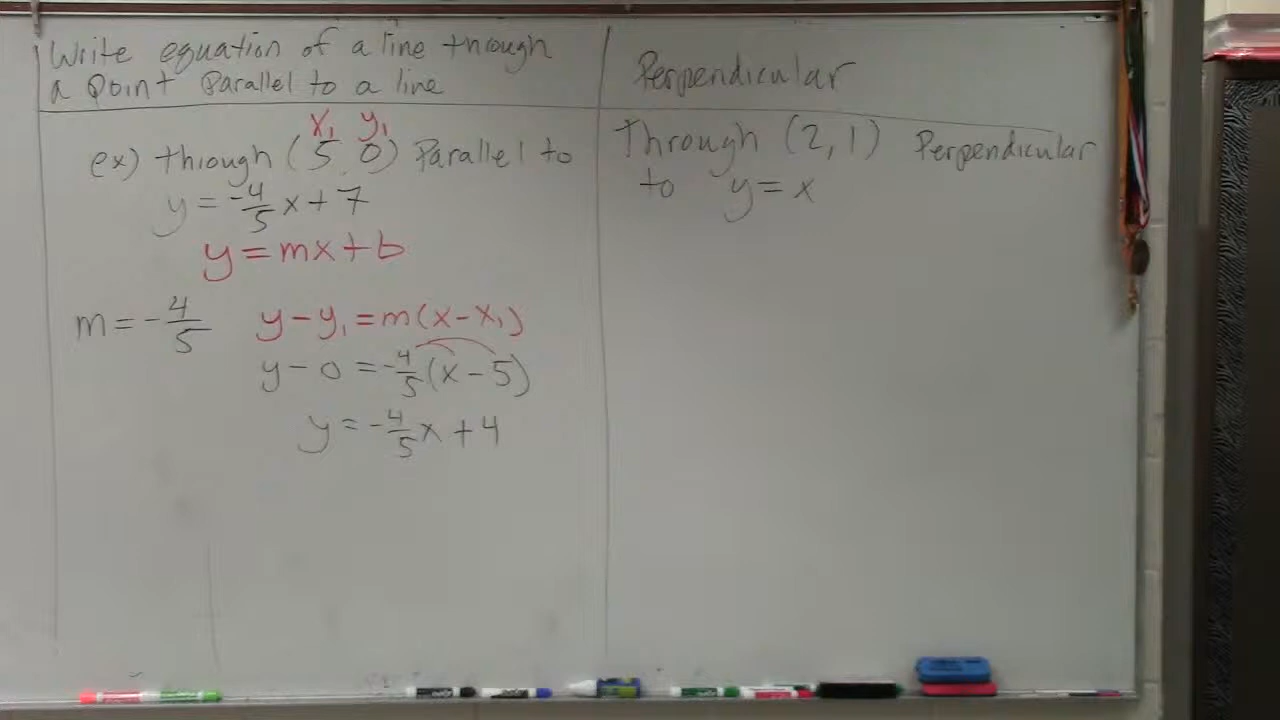 Write equation of a line through
a Point Parallel to a line
x₁ y₁
ex) through (5, 0) Parallel to
y = -4/5 x + 7
y = mx + b
m = -4/5
y - y₁ = m(x - x₁)
y - 0 = -4/5 (x - 5)
y = -4/5 x + 4
Perpendicular
Through (2, 1) Perpendicular
to y = x